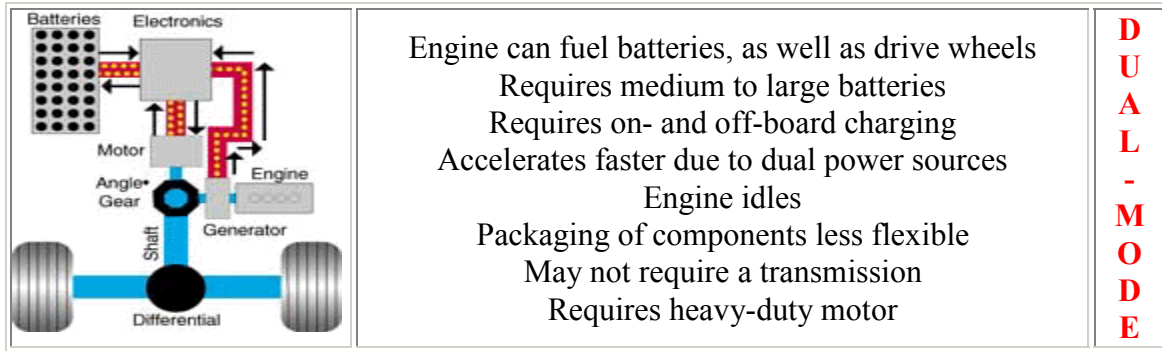 Batteries
Electronics
Motor
Angle•
Gear
Engine
Generator
Shaft
Differential
Engine can fuel batteries, as well as drive wheels
Requires medium to large batteries
Requires on- and off-board charging
Accelerates faster due to dual power sources
Engine idles
Packaging of components less flexible
May not require a transmission
Requires heavy-duty motor
D
U
A
L
-
M
O
D
E